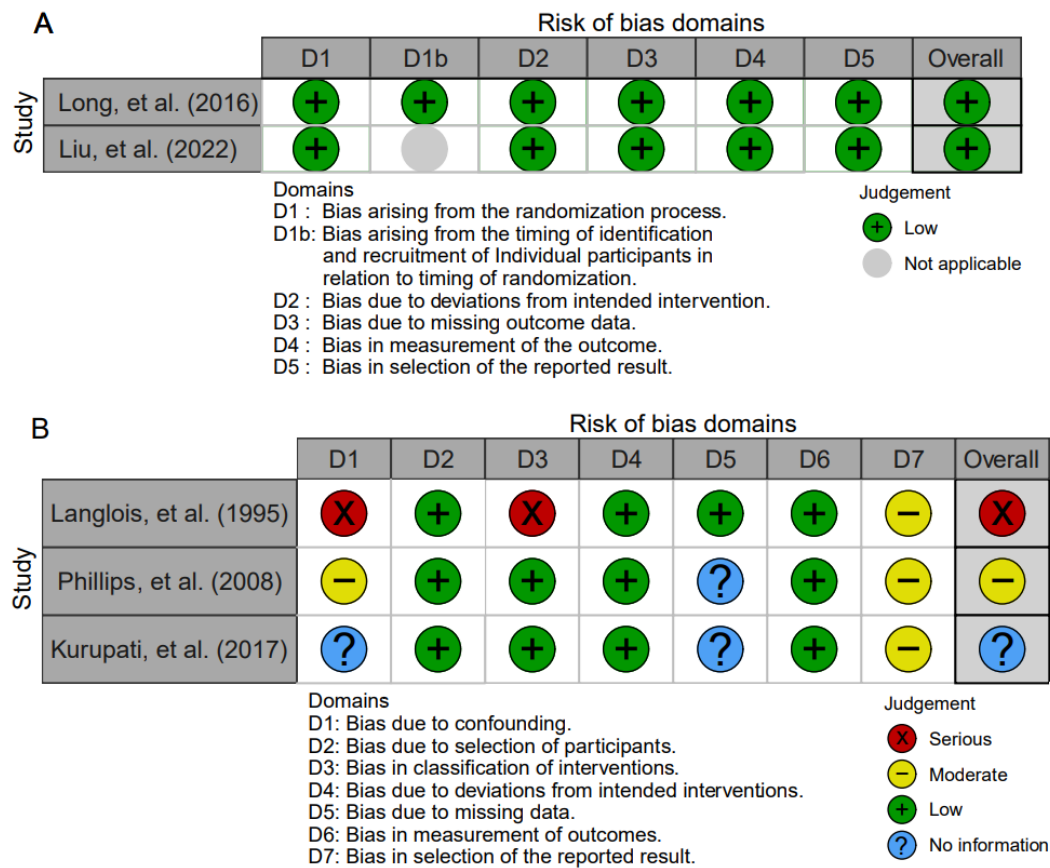 A
Risk of bias domains
D1 D1b D2 D3 D4 D5 Overall
Study
Long, et al. (2016) + + + + + + +
Liu, et al. (2022) + + + + + +
Domains
D1 : Bias arising from the randomization process.
D1b: Bias arising from the timing of identification
and recruitment of Individual participants in
relation to timing of randomization.
D2 : Bias due to deviations from intended intervention.
D3 : Bias due to missing outcome data.
D4 : Bias in measurement of the outcome.
D5 : Bias in selection of the reported result.
Judgement
+ Low
Not applicable
B
Risk of bias domains
D1 D2 D3 D4 D5 D6 D7 Overall
Study
Langlois, et al. (1995) X + X + + + − X
Phillips, et al. (2008) − + + + ? + − −
Kurupati, et al. (2017) ? + + + ? + − ?
Domains
D1: Bias due to confounding.
D2: Bias due to selection of participants.
D3: Bias in classification of interventions.
D4: Bias due to deviations from intended interventions.
D5: Bias due to missing data.
D6: Bias in measurement of outcomes.
D7: Bias in selection of the reported result.
Judgement
X Serious
− Moderate
+ Low
? No information